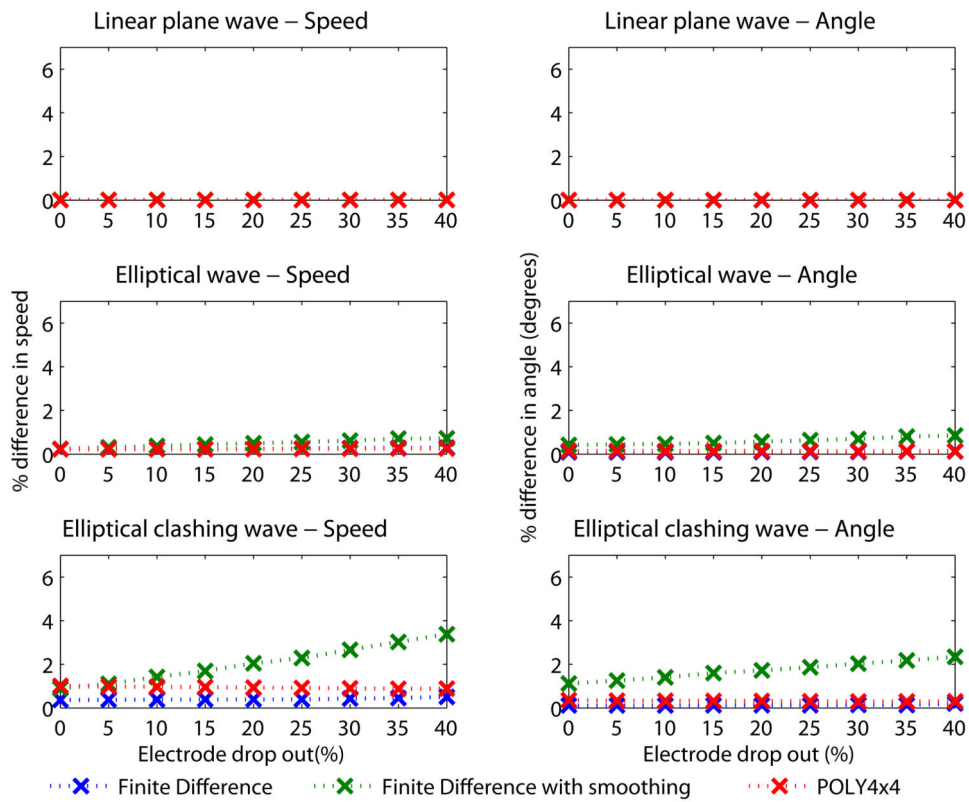 Linear plane wave – Speed
6
4
2
0
0 5 10 15 20 25 30 35 40
Linear plane wave – Angle
6
4
2
0
0 5 10 15 20 25 30 35 40
% difference in speed
Elliptical wave – Speed
6
4
2
0
0 5 10 15 20 25 30 35 40
% difference in angle (degrees)
Elliptical wave – Angle
6
4
2
0
0 5 10 15 20 25 30 35 40
Elliptical clashing wave – Speed
6
4
2
0
0 5 10 15 20 25 30 35 40
Electrode drop out(%)
Elliptical clashing wave – Angle
6
4
2
0
0 5 10 15 20 25 30 35 40
Electrode drop out (%)
Finite Difference
Finite Difference with smoothing
POLY4x4